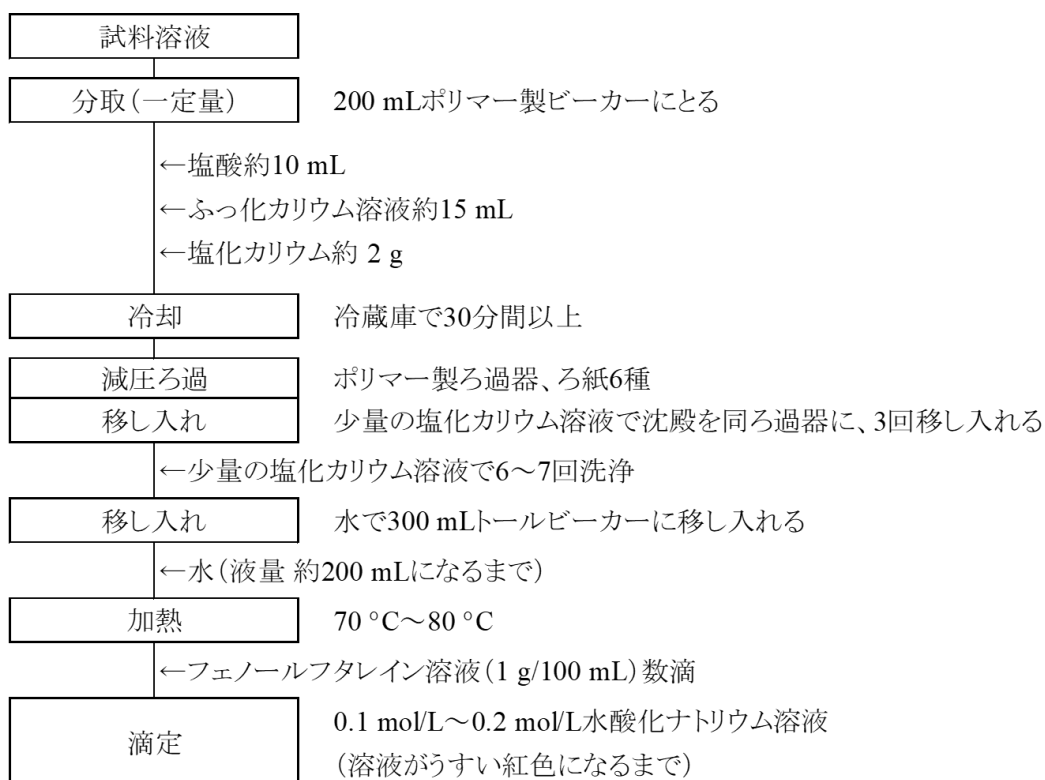 試料溶液
分取(一定量) 200 mLポリマー製ビーカーにとる
←塩酸約10 mL
←ふっ化カリウム溶液約15 mL
←塩化カリウム約 2 g
冷却 冷蔵庫で30分間以上
減圧ろ過 ポリマー製ろ過器、ろ紙6種
移し入れ 少量の塩化カリウム溶液で沈殿を同ろ過器に、3回移し入れる
←少量の塩化カリウム溶液で6～7回洗浄
移し入れ 水で300 mLトールビーカーに移し入れる
←水(液量 約200 mLになるまで)
加熱 70 °C～80 °C
←フェノールフタレイン溶液(1 g/100 mL)数滴
滴定 0.1 mol/L～0.2 mol/L水酸化ナトリウム溶液
(溶液がうすい紅色になるまで)